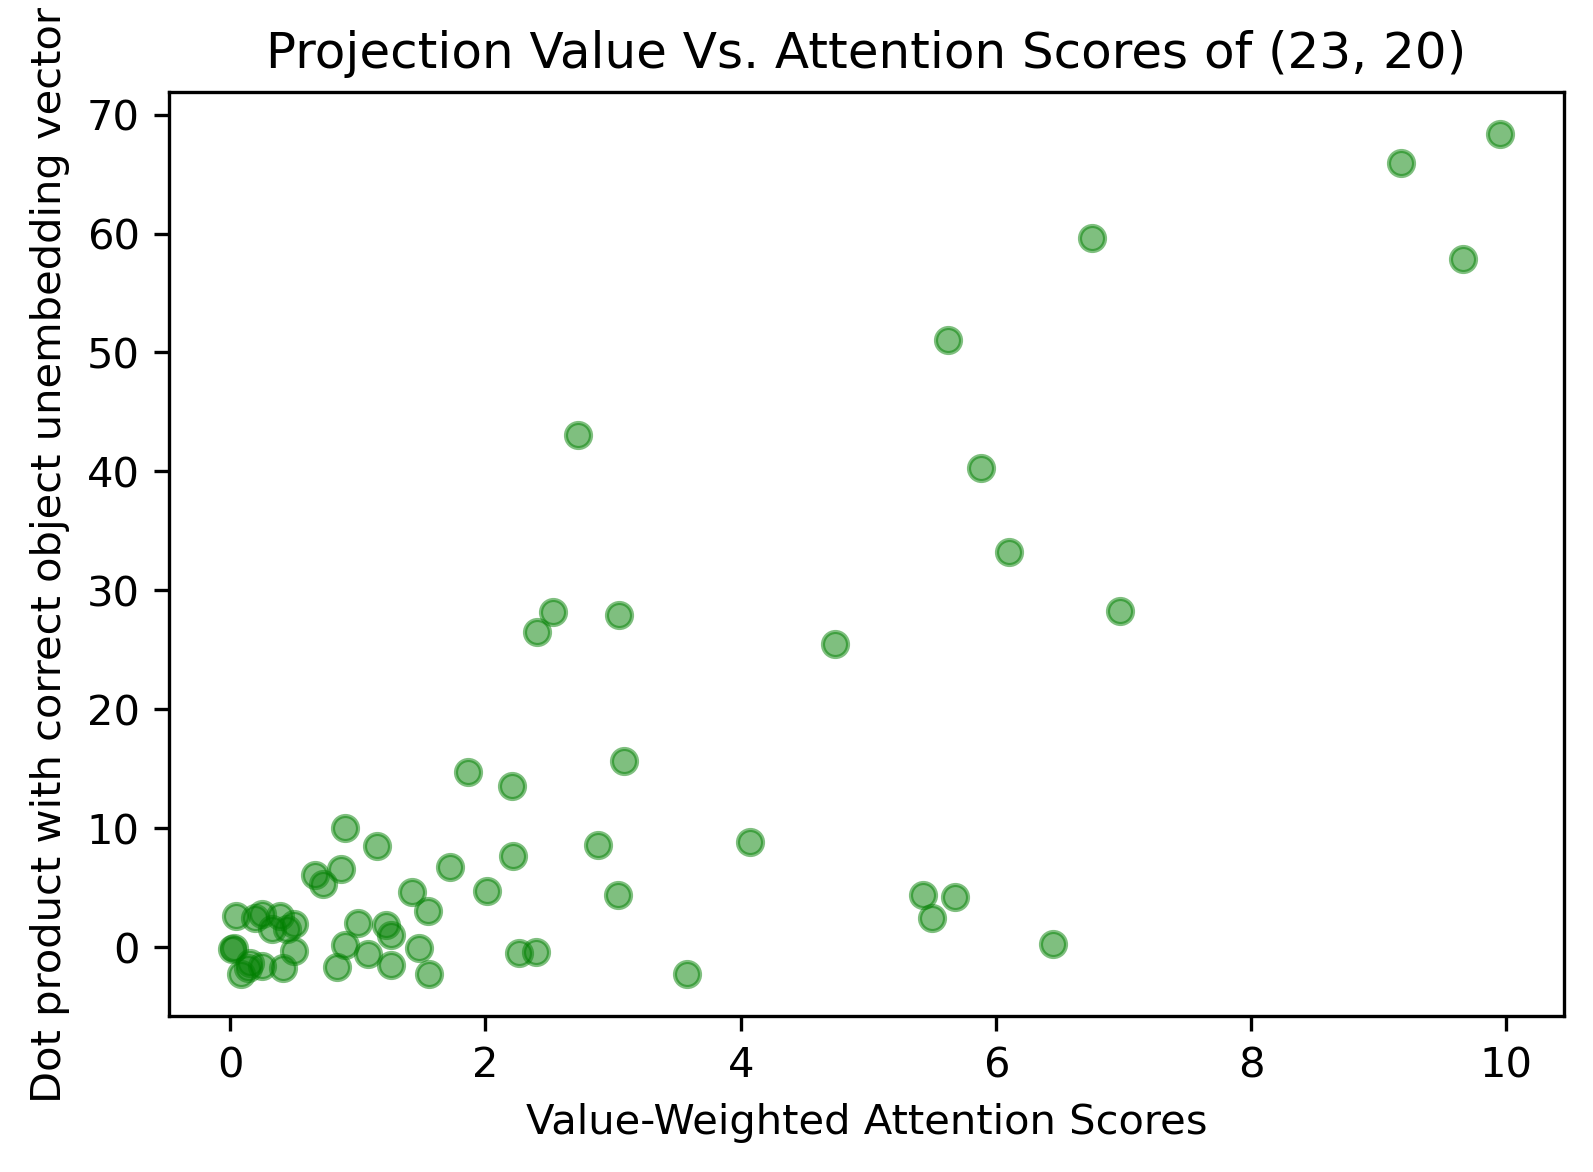 Projection Value Vs. Attention Scores of (23, 20)
Dot product with correct object unembedding vector
70
60
50
40
30
20
10
0
0 2 4 6 8 10
Value-Weighted Attention Scores